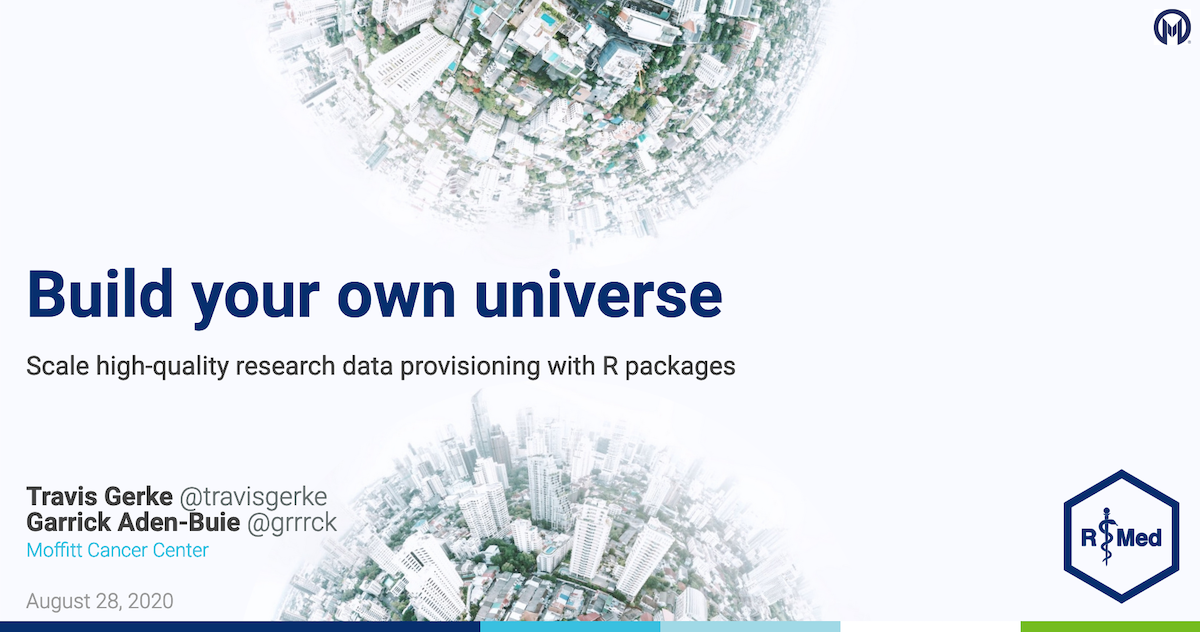 Build your own universe
Scale high-quality research data provisioning with R packages
Travis Gerke @travisgerke
Garrick Aden-Buie @grrrck
Moffitt Cancer Center
August 28, 2020
R Med